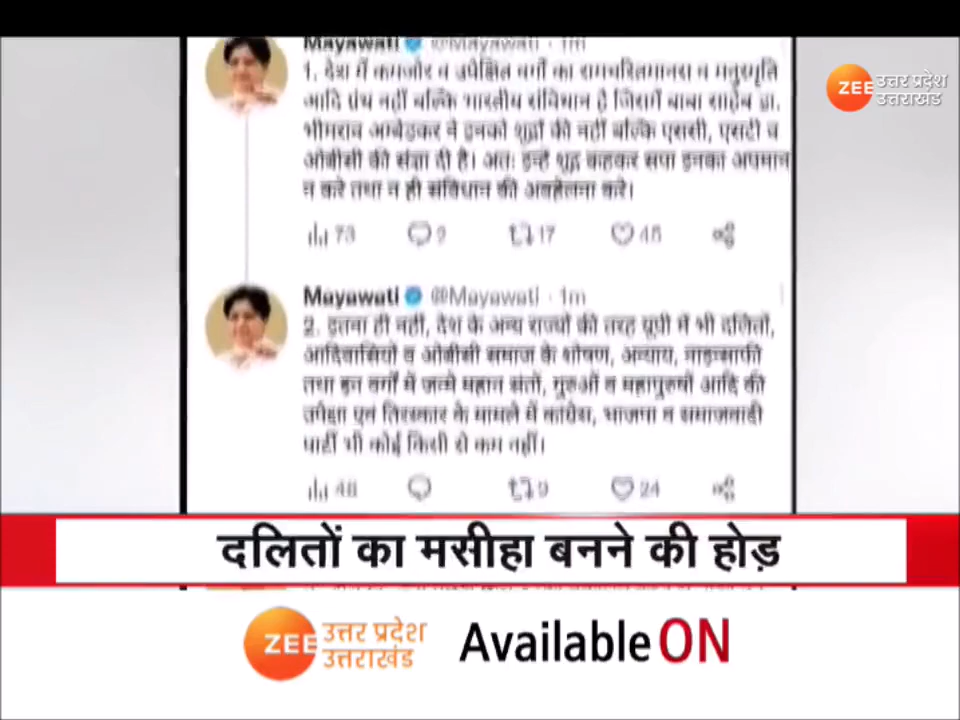 Mayawati @Mayawati · 1m
1. देश में कमजोर व उपेक्षित वर्गों का रामचरितमानस व मनुस्मृति
आदि ग्रंथ नहीं बल्कि भारतीय संविधान है जिसमें बाबा साहेब डा.
भीमराव अम्बेडकर ने इनको शूद्रों की नहीं बल्कि एससी, एसटी व
ओबीसी की संज्ञा दी है। अतः इन्हें शूद्र कहकर सपा इनका अपमान
न करे तथा न ही संविधान की अवहेलना करे।
73 9 17 45
Mayawati @Mayawati · 1m
2. इतना ही नहीं, देश के अन्य राज्यों की तरह यूपी में भी दलितों,
आदिवासियों व ओबीसी समाज के शोषण, अन्याय, नाइन्साफी
तथा इन वर्गों में जन्मे महान संतों, गुरुओं व महापुरुषों आदि की
उपेक्षा एवं तिरस्कार के मामले में कांग्रेस, भाजपा व समाजवादी
पार्टी भी कोई किसी से कम नहीं।
48 9 24
ZEE उत्तर प्रदेश
उत्तराखंड
दलितों का मसीहा बनने की होड़
ZEE उत्तर प्रदेश
उत्तराखंड
Available ON